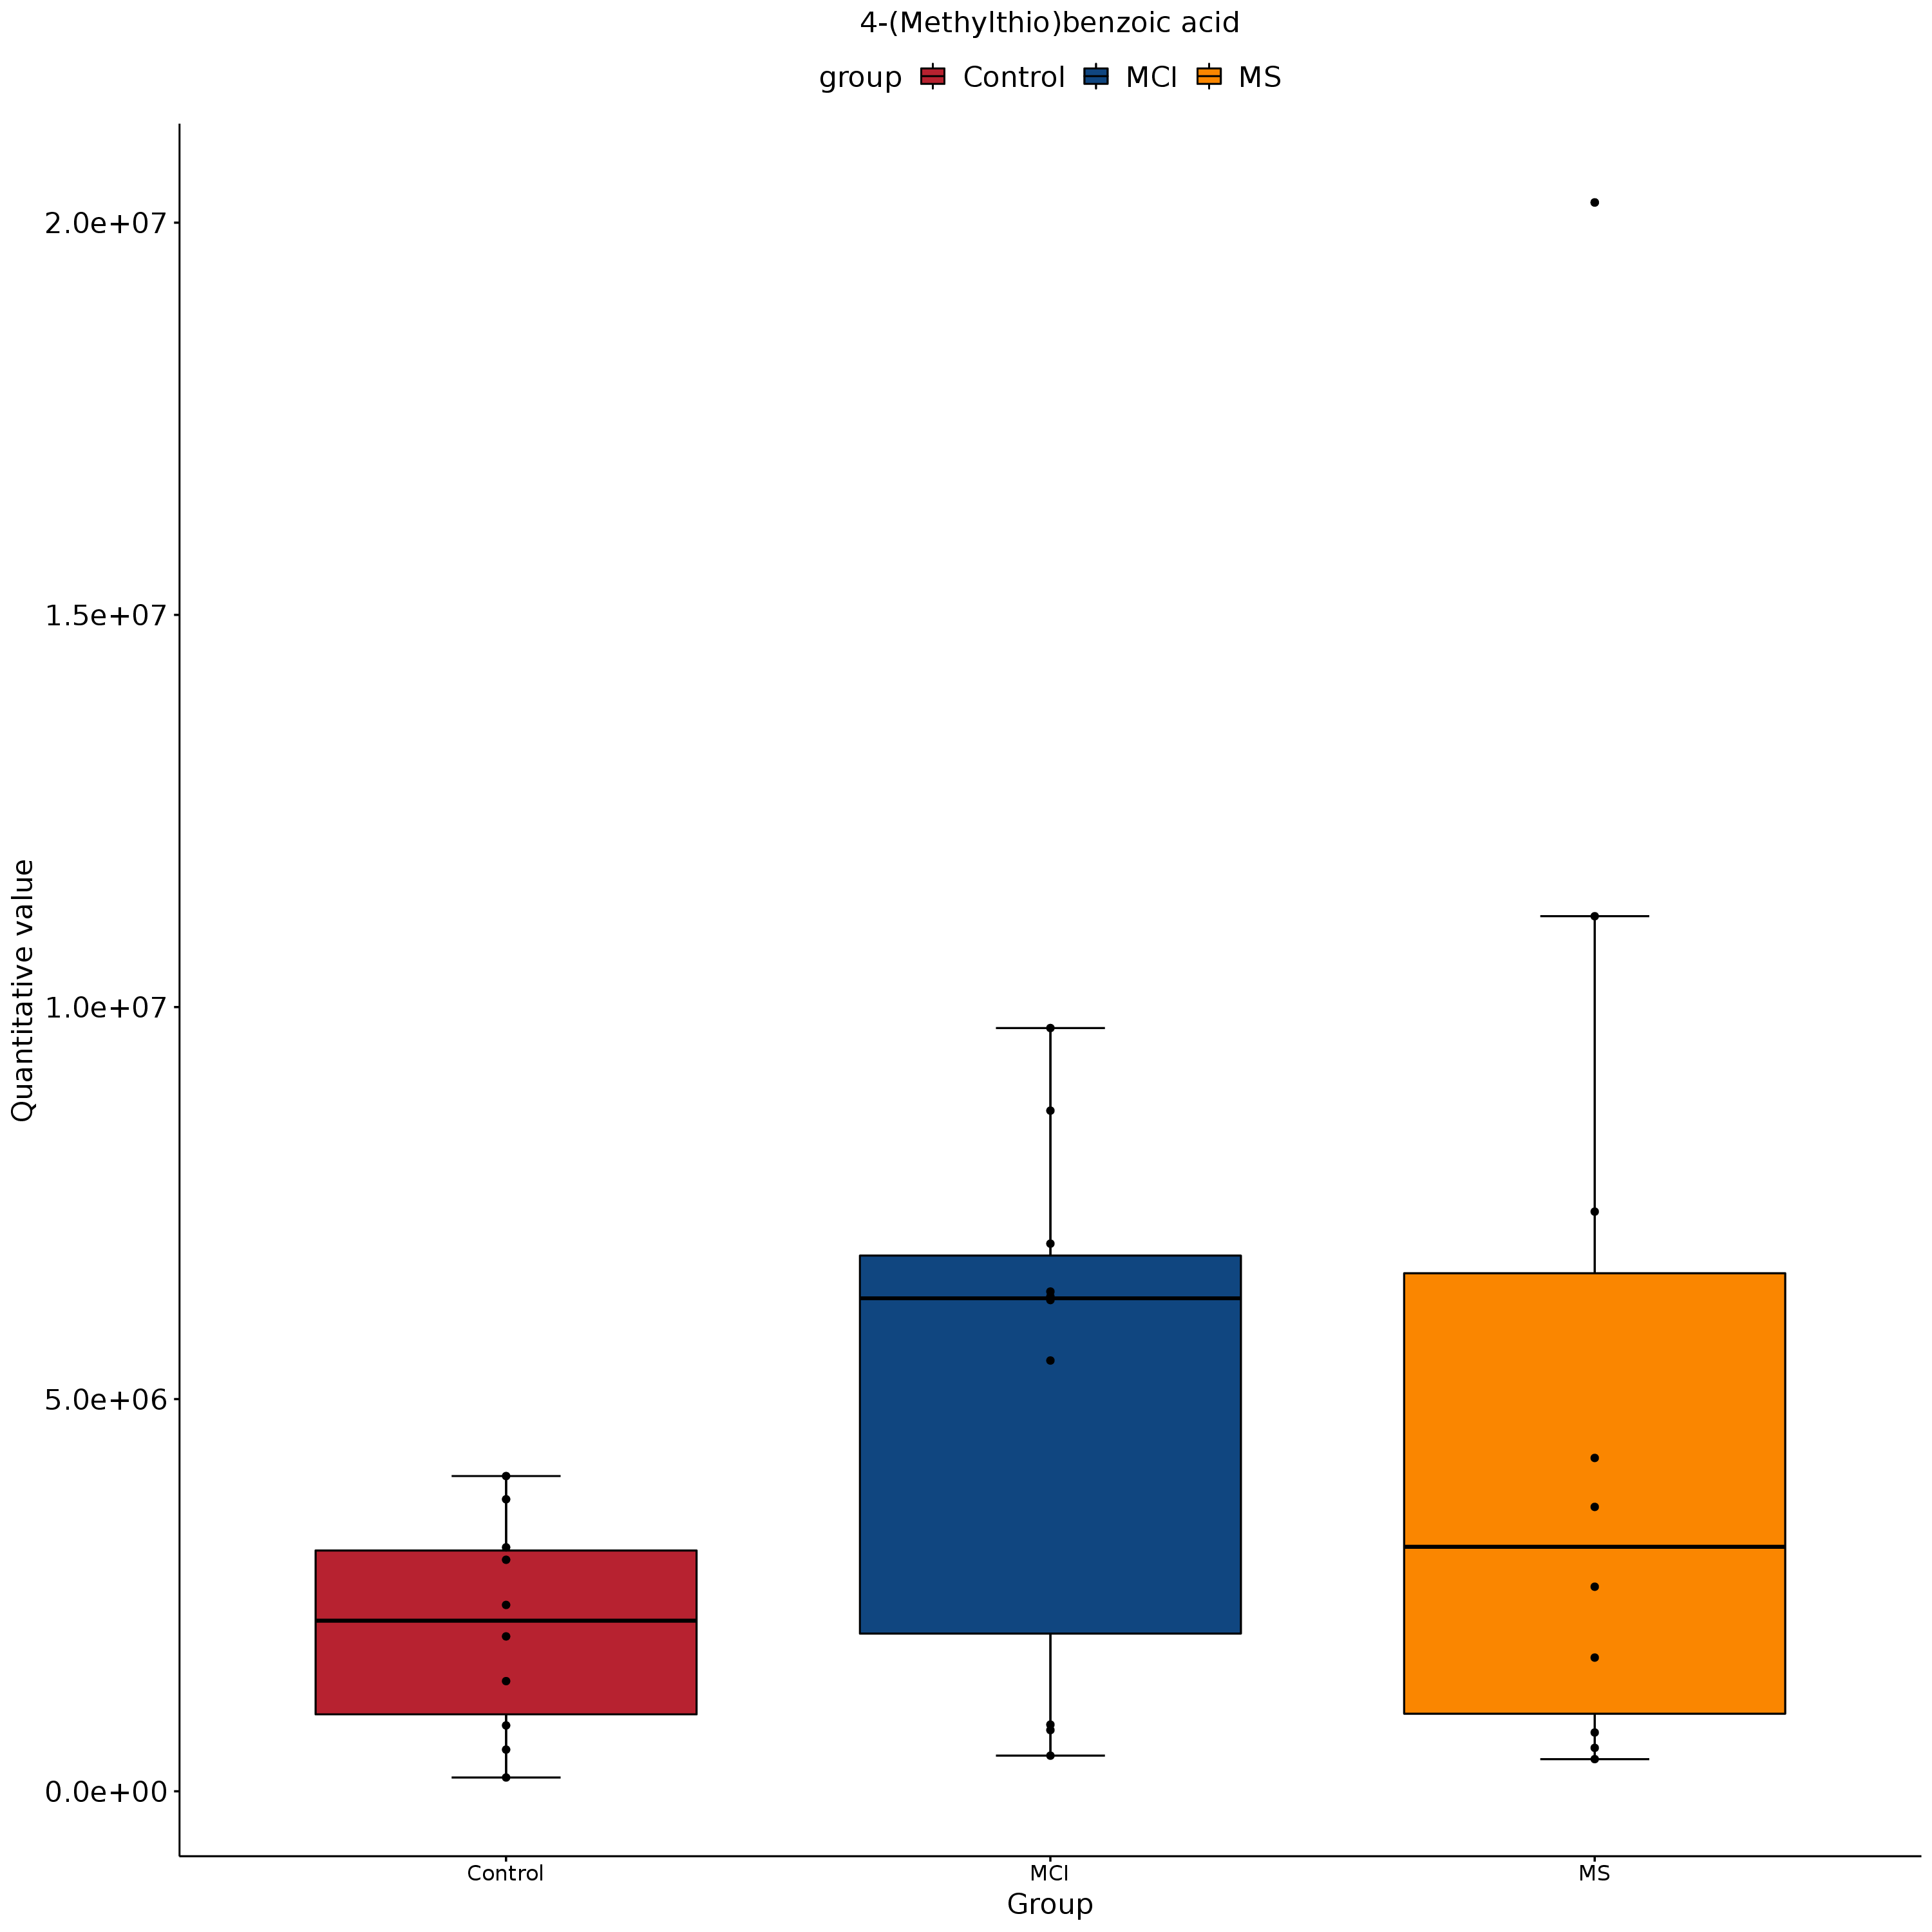 4-(Methylthio)benzoic acid
group Control MCI MS
2.0e+07
1.5e+07
1.0e+07
5.0e+06
0.0e+00
Quantitative value
Control MCI MS
Group